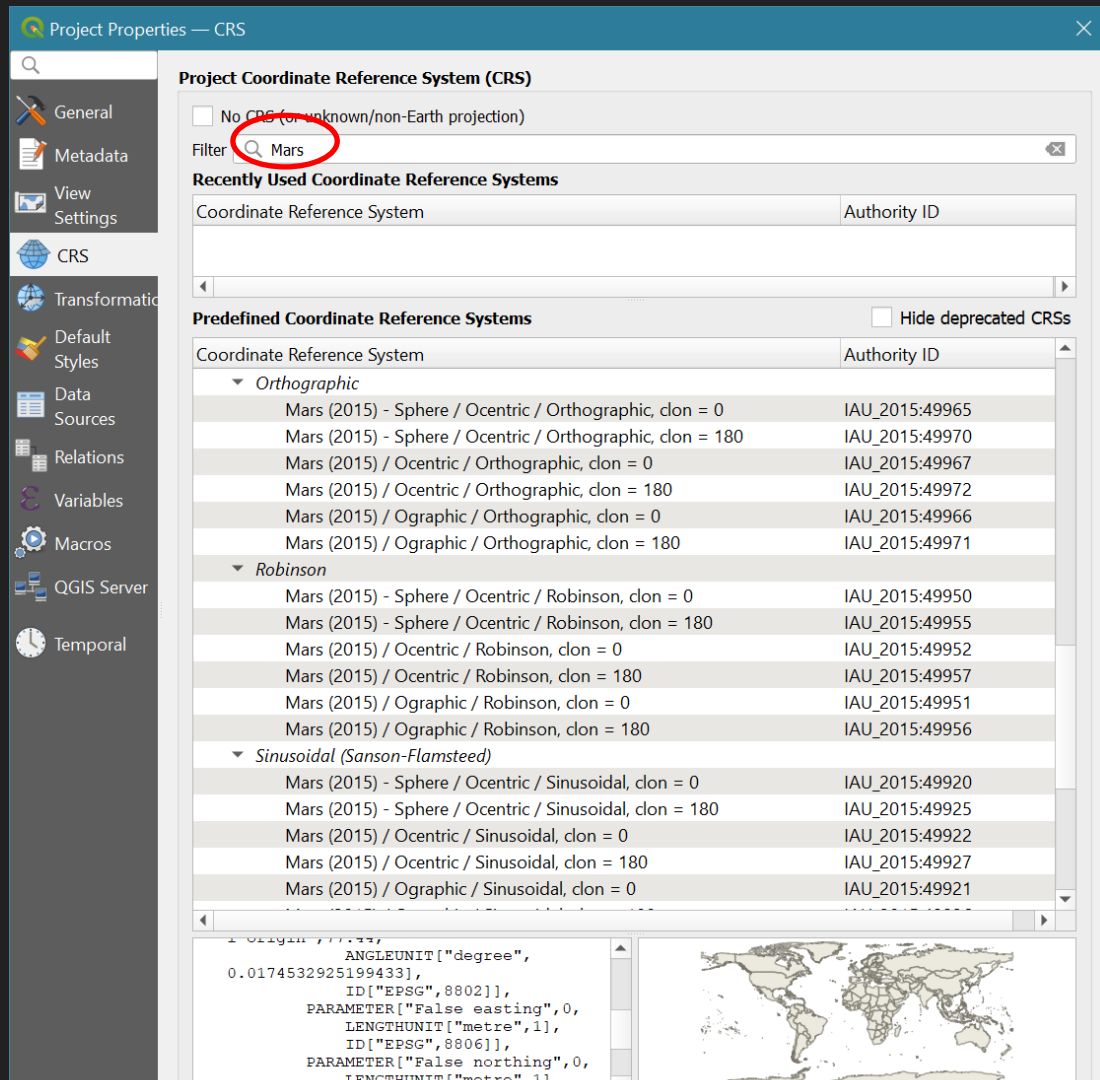 Project Properties — CRS
General
Metadata
View
Settings
CRS
Transformatic
Default
Styles
Data
Sources
Relations
Variables
Macros
QGIS Server
Temporal
Project Coordinate Reference System (CRS)
No CRS (or unknown/non-Earth projection)
Filter Mars
Recently Used Coordinate Reference Systems
Coordinate Reference System Authority ID
Predefined Coordinate Reference Systems Hide deprecated CRSs
Coordinate Reference System Authority ID
Orthographic
Mars (2015) - Sphere / Ocentric / Orthographic, clon = 0 IAU_2015:49965
Mars (2015) - Sphere / Ocentric / Orthographic, clon = 180 IAU_2015:49970
Mars (2015) / Ocentric / Orthographic, clon = 0 IAU_2015:49967
Mars (2015) / Ocentric / Orthographic, clon = 180 IAU_2015:49972
Mars (2015) / Ographic / Orthographic, clon = 0 IAU_2015:49966
Mars (2015) / Ographic / Orthographic, clon = 180 IAU_2015:49971
Robinson
Mars (2015) - Sphere / Ocentric / Robinson, clon = 0 IAU_2015:49950
Mars (2015) - Sphere / Ocentric / Robinson, clon = 180 IAU_2015:49955
Mars (2015) / Ocentric / Robinson, clon = 0 IAU_2015:49952
Mars (2015) / Ocentric / Robinson, clon = 180 IAU_2015:49957
Mars (2015) / Ographic / Robinson, clon = 0 IAU_2015:49951
Mars (2015) / Ographic / Robinson, clon = 180 IAU_2015:49956
Sinusoidal (Sanson-Flamsteed)
Mars (2015) - Sphere / Ocentric / Sinusoidal, clon = 0 IAU_2015:49920
Mars (2015) - Sphere / Ocentric / Sinusoidal, clon = 180 IAU_2015:49925
Mars (2015) / Ocentric / Sinusoidal, clon = 0 IAU_2015:49922
Mars (2015) / Ocentric / Sinusoidal, clon = 180 IAU_2015:49927
Mars (2015) / Ographic / Sinusoidal, clon = 0 IAU_2015:49921
ANGLEUNIT["degree",
0.0174532925199433],
ID["EPSG",8802]],
PARAMETER["False easting",0,
LENGTHUNIT["metre",1],
ID["EPSG",8806]],
PARAMETER["False northing",0,
LENGTHUNIT["metre",1],